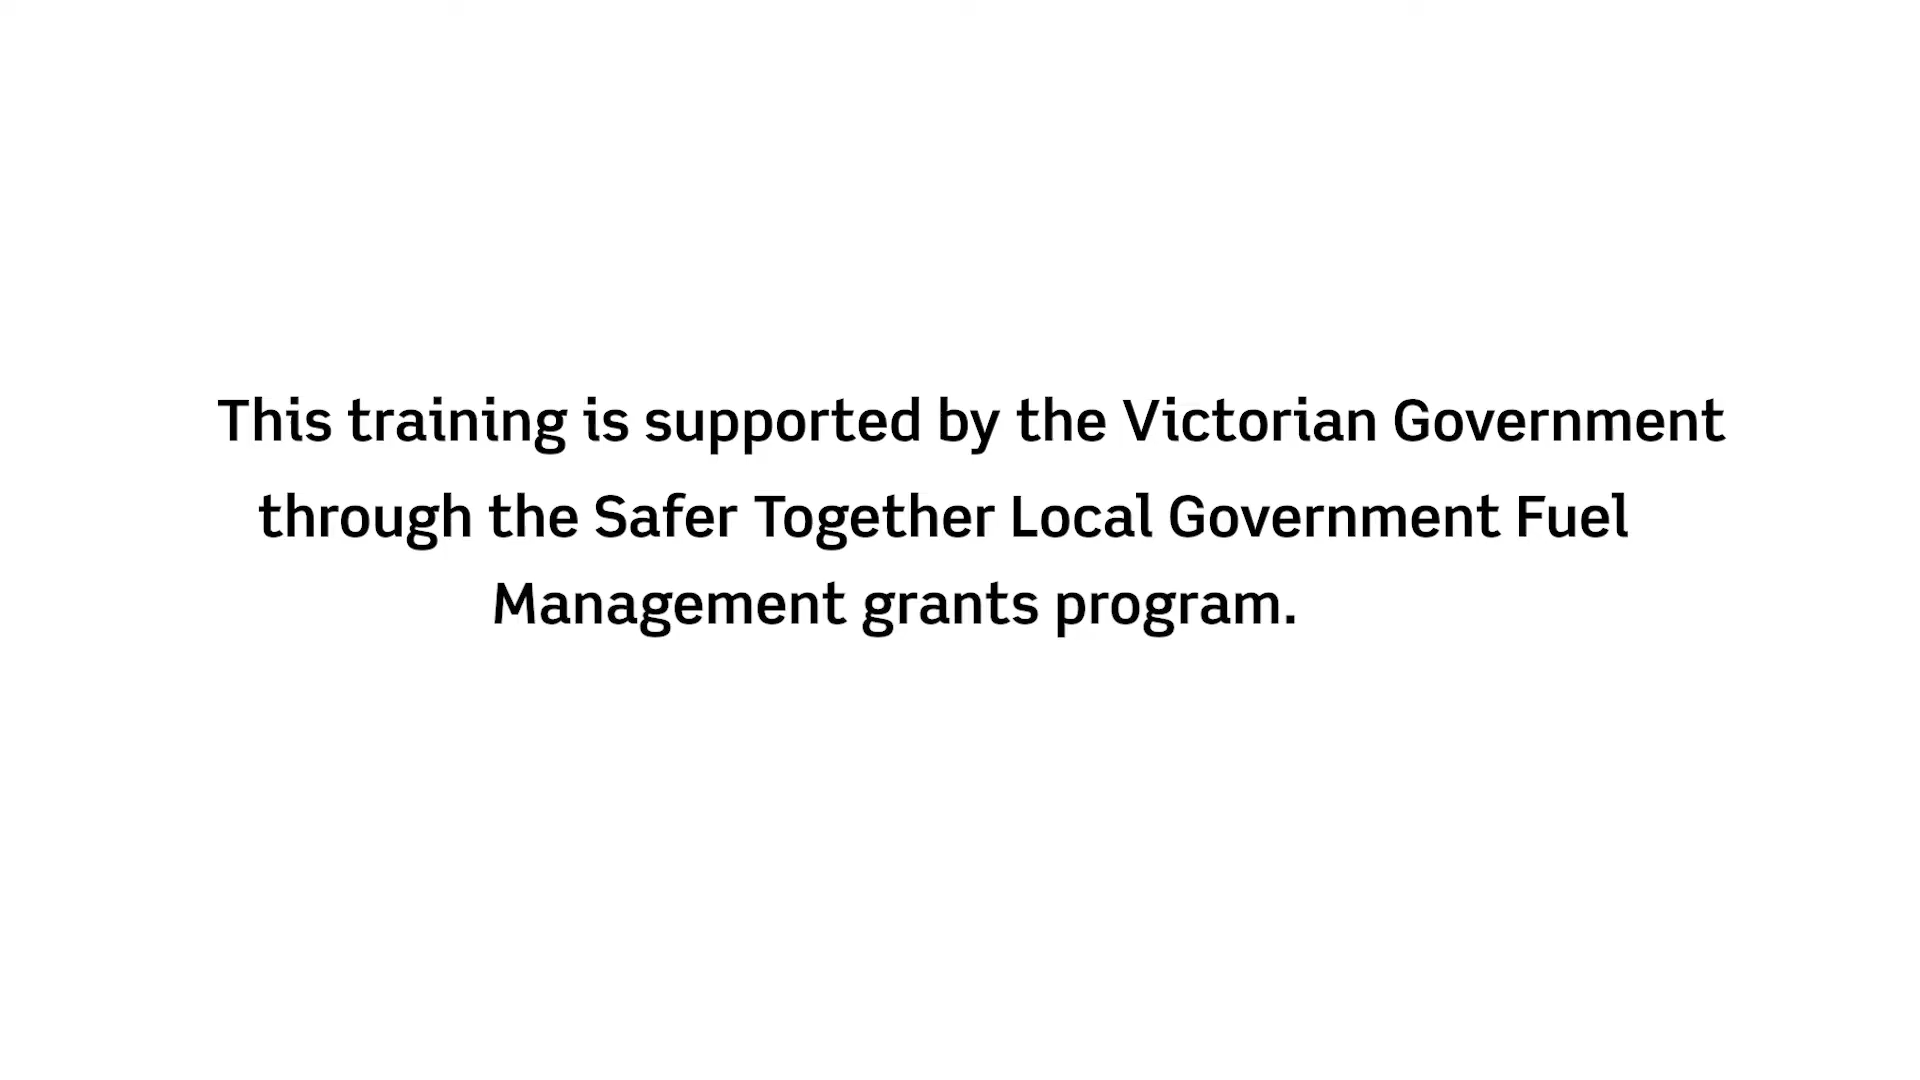 This training is supported by the Victorian Government
through the Safer Together Local Government Fuel
Management grants program.